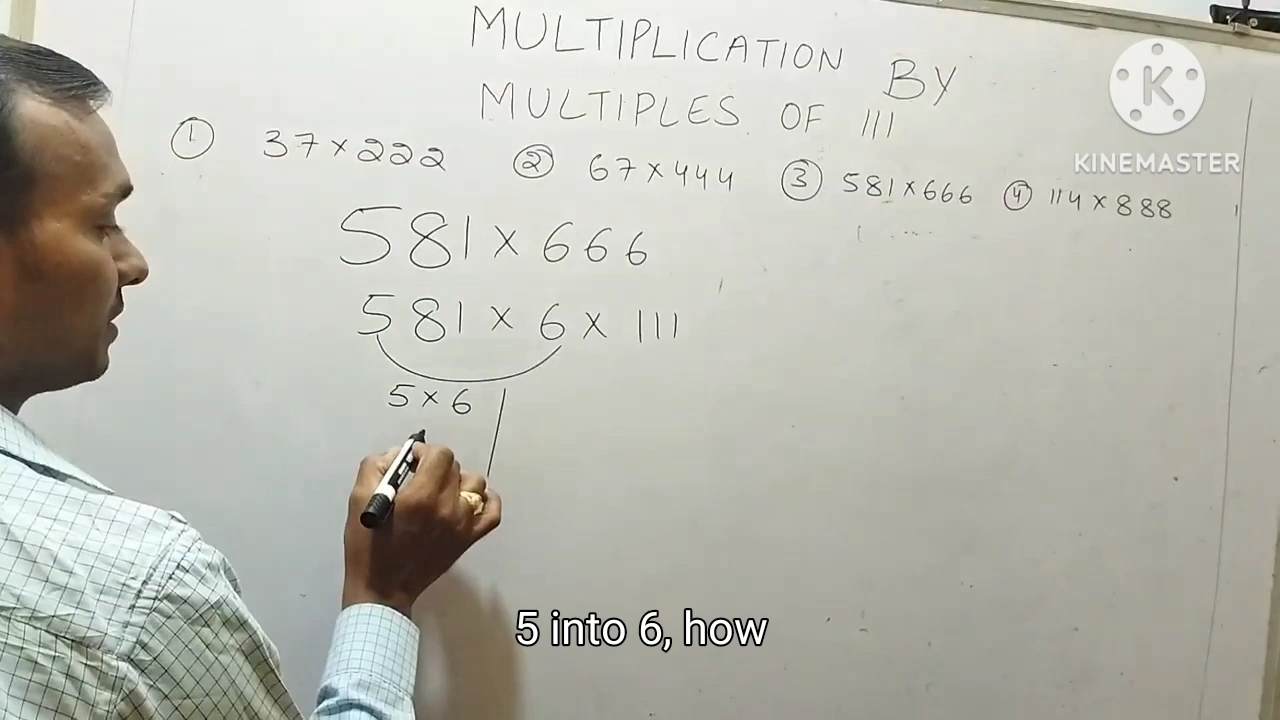 MULTIPLICATION BY
MULTIPLES OF 111
① 37×222 ② 67×444 ③ 581×666 ④ 114×888
581×666
581×6×111
5×6
K
KINEMASTER
5 into 6, how